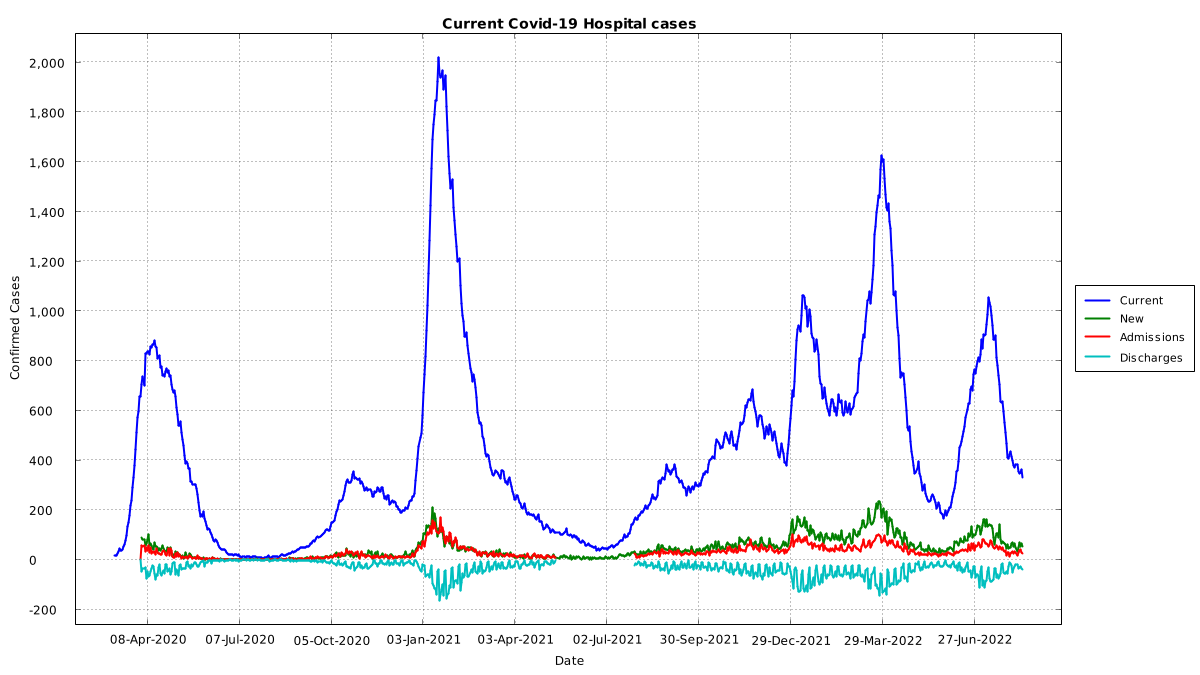 Current Covid-19 Hospital cases
Confirmed Cases
2,000
1,800
1,600
1,400
1,200
1,000
800
600
400
200
0
-200
08-Apr-2020 07-Jul-2020 05-Oct-2020 03-Jan-2021 03-Apr-2021 02-Jul-2021 30-Sep-2021 29-Dec-2021 29-Mar-2022 27-Jun-2022
Date
Current
New
Admissions
Discharges